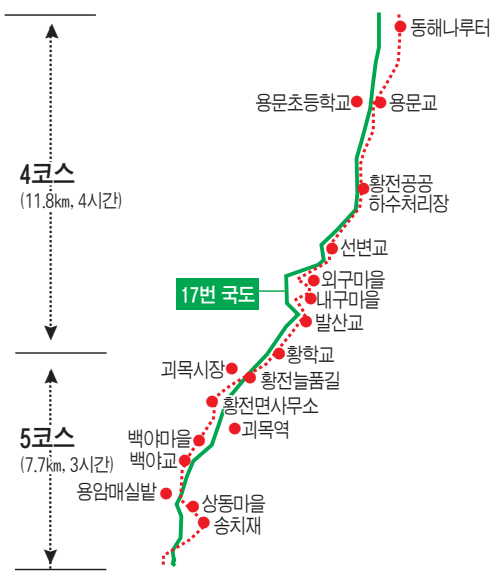 동해나루터
용문초등학교
용문교
4코스
(11.8km, 4시간)
황전공공
하수처리장
선변교
외구마을
17번 국도
내구마을
발산교
황학교
괴목시장
황전늘품길
황전면사무소
5코스
(7.7km, 3시간)
괴목역
백야마을
백야교
용암매실밭
상동마을
송치재